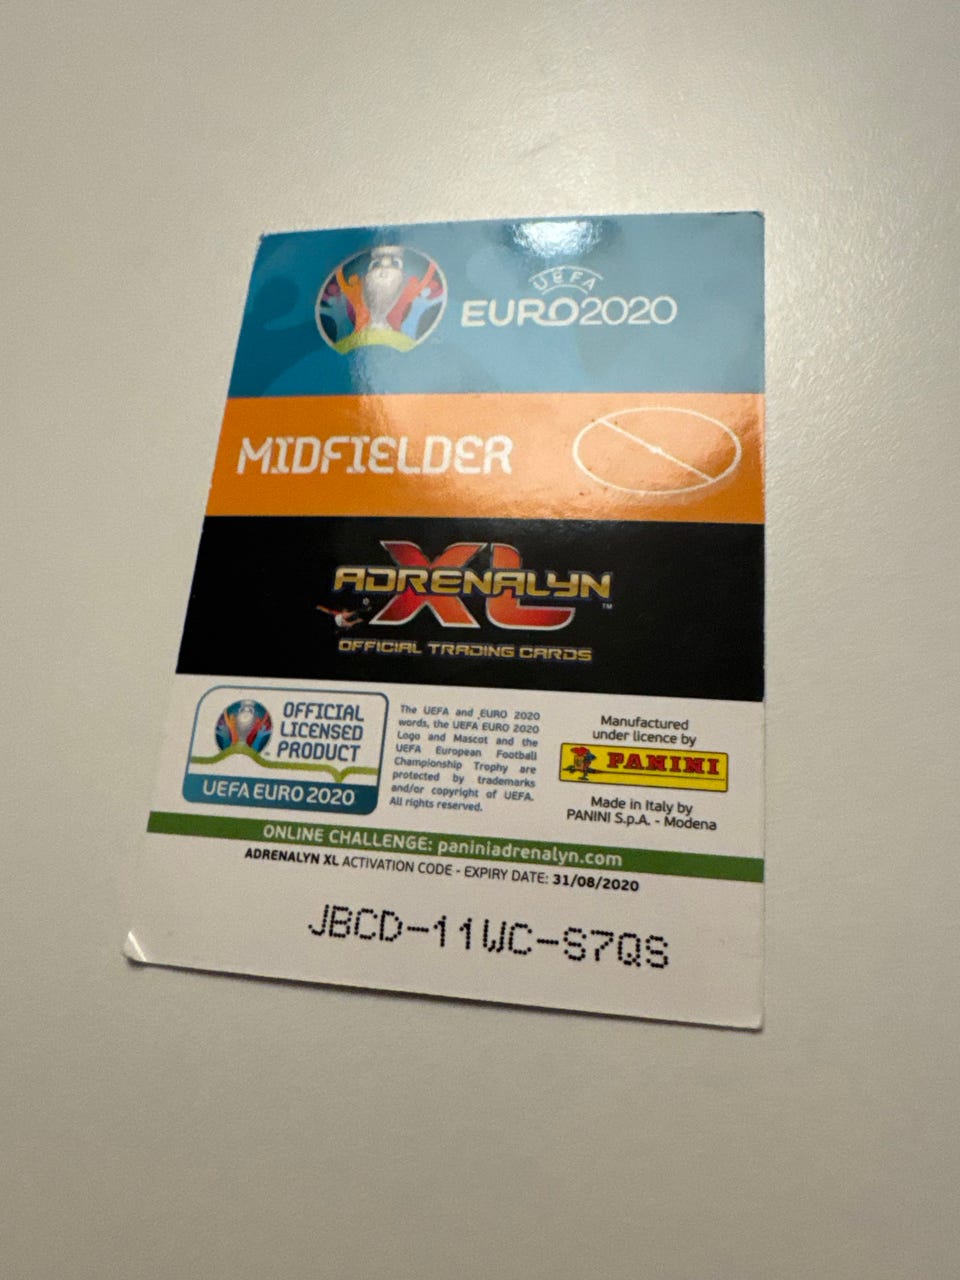 UEFA
EURO2020
MIDFIELDER
ADRENALYN
XL
™
OFFICIAL TRADING CARDS
OFFICIAL
LICENSED
PRODUCT
UEFA EURO 2020
The UEFA and EURO 2020
words, the UEFA EURO 2020
Logo and Mascot and the
UEFA European Football
Championship Trophy are
protected by trademarks
and/or copyright of UEFA.
All rights reserved.
Manufactured
under licence by
PANINI
Made in Italy by
PANINI S.p.A. - Modena
ONLINE CHALLENGE: paniniadrenalyn.com
ADRENALYN XL ACTIVATION CODE - EXPIRY DATE: 31/08/2020
JBCD-11WC-S7QS